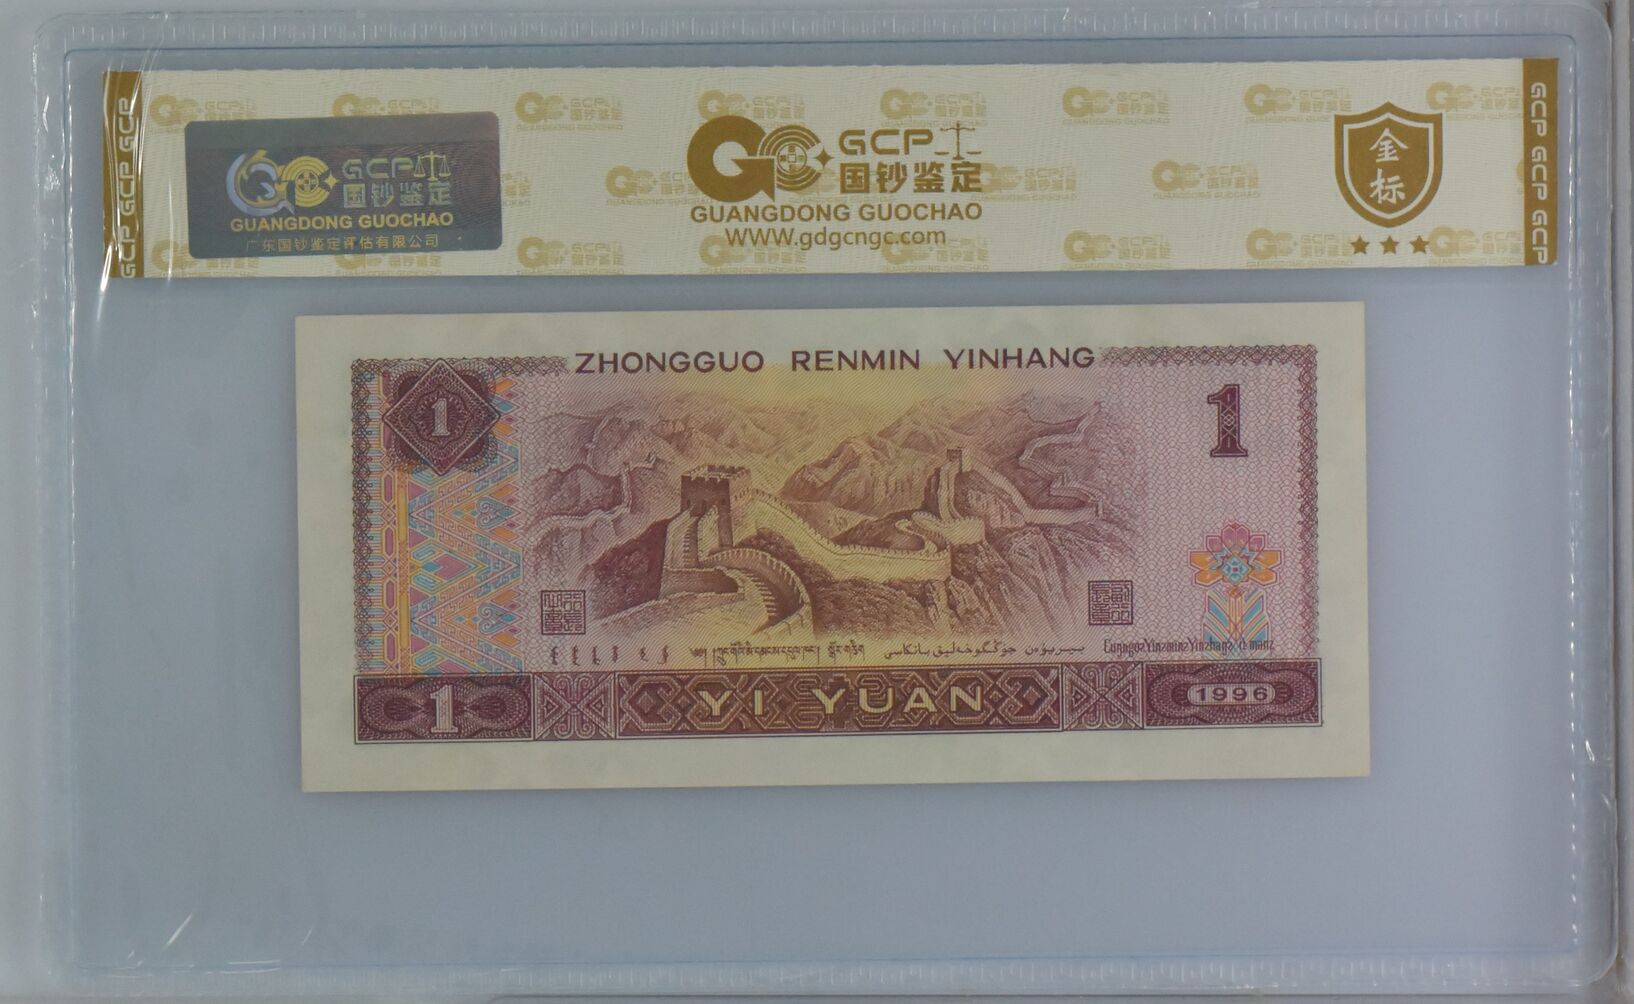 GCP 国钞鉴定
GUANGDONG GUOCHAO
广东国钞鉴定评估有限公司
GCP 国钞鉴定
GUANGDONG GUOCHAO
WWW.gdgcngc.com
金标
GCP GCP GCP
GCP GCP GCP
ZHONGGUO RENMIN YINHANG
1
1
1
YI YUAN
1996